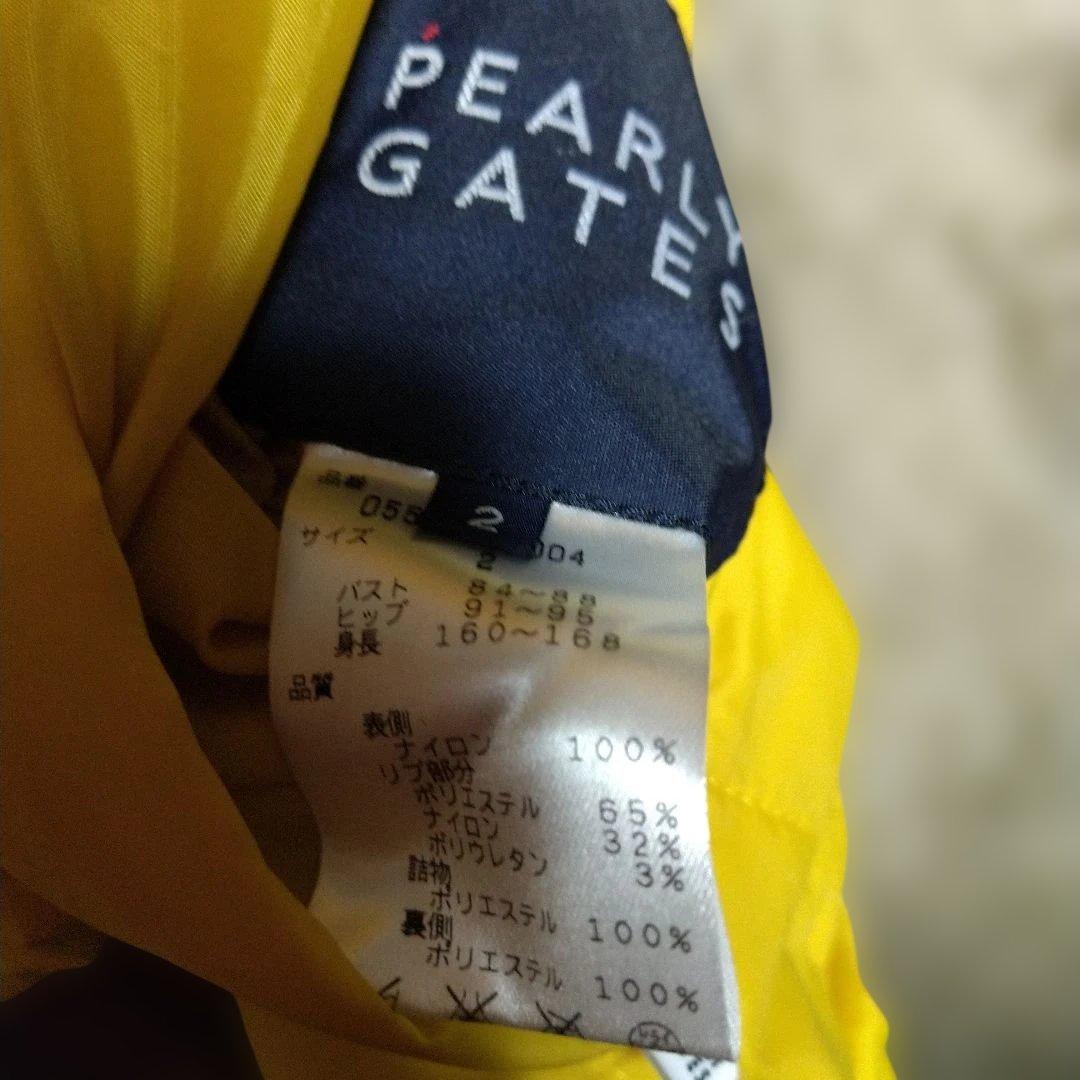 PEARLY
GATES
2
品番
055
004
サイズ
2
バスト 84～88
ヒップ 91～95
身長 160～168
品質
表側
ナイロン 100%
リブ部分
ポリエステル 65%
ナイロン 32%
ポリウレタン 3%
詰物
ポリエステル 100%
裏側
ポリエステル 100%